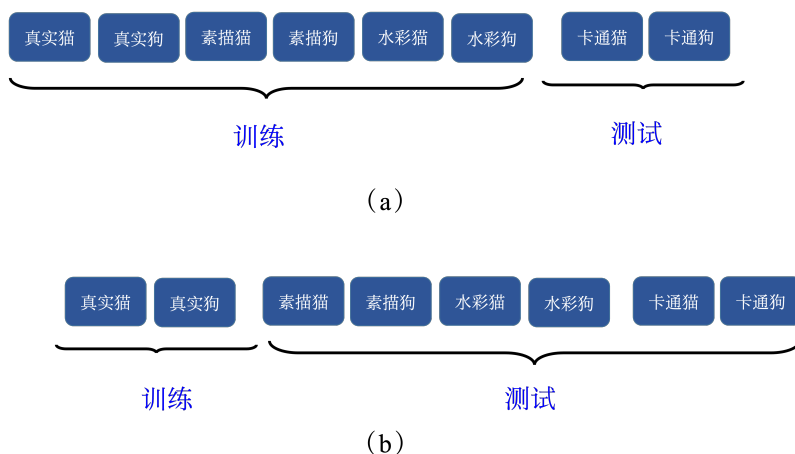 真实猫 真实狗 素描猫 素描狗 水彩猫 水彩狗 卡通猫 卡通狗
训练 测试
（a）
真实猫 真实狗 素描猫 素描狗 水彩猫 水彩狗 卡通猫 卡通狗
训练 测试
（b）